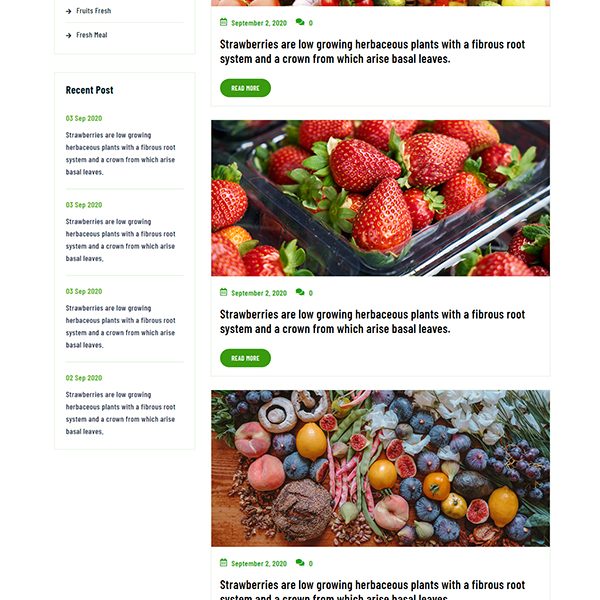 Fruits Fresh
Fresh Meal
Recent Post
03 Sep 2020
Strawberries are low growing
herbaceous plants with a fibrous root
system and a crown from which arise
basal leaves.
03 Sep 2020
Strawberries are low growing
herbaceous plants with a fibrous root
system and a crown from which arise
basal leaves.
03 Sep 2020
Strawberries are low growing
herbaceous plants with a fibrous root
system and a crown from which arise
basal leaves.
02 Sep 2020
Strawberries are low growing
herbaceous plants with a fibrous root
system and a crown from which arise
basal leaves.
September 2, 2020 0
Strawberries are low growing herbaceous plants with a fibrous root
system and a crown from which arise basal leaves.
READ MORE
September 2, 2020 0
Strawberries are low growing herbaceous plants with a fibrous root
system and a crown from which arise basal leaves.
READ MORE
September 2, 2020 0
Strawberries are low growing herbaceous plants with a fibrous root
system and a crown from which arise basal leaves.